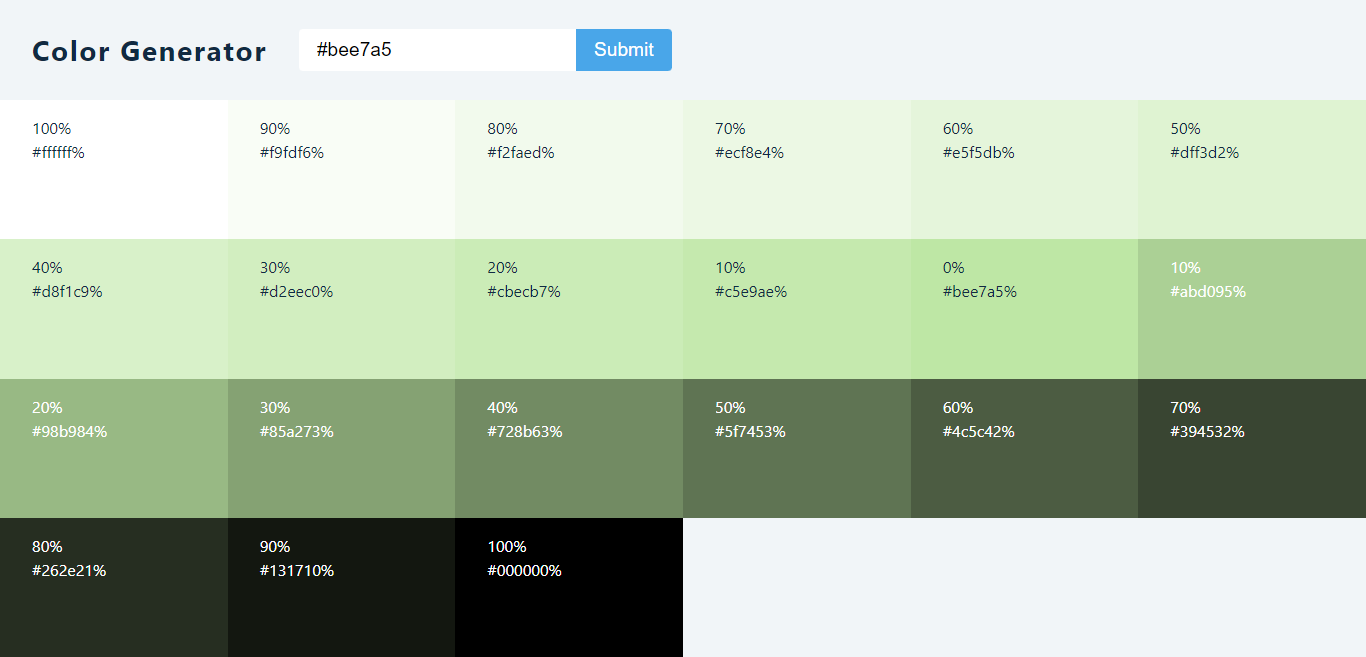 Color Generator
#bee7a5
Submit
100%
#ffffff%
90%
#f9fdf6%
80%
#f2faed%
70%
#ecf8e4%
60%
#e5f5db%
50%
#dff3d2%
40%
#d8f1c9%
30%
#d2eec0%
20%
#cbecb7%
10%
#c5e9ae%
0%
#bee7a5%
10%
#abd095%
20%
#98b984%
30%
#85a273%
40%
#728b63%
50%
#5f7453%
60%
#4c5c42%
70%
#394532%
80%
#262e21%
90%
#131710%
100%
#000000%